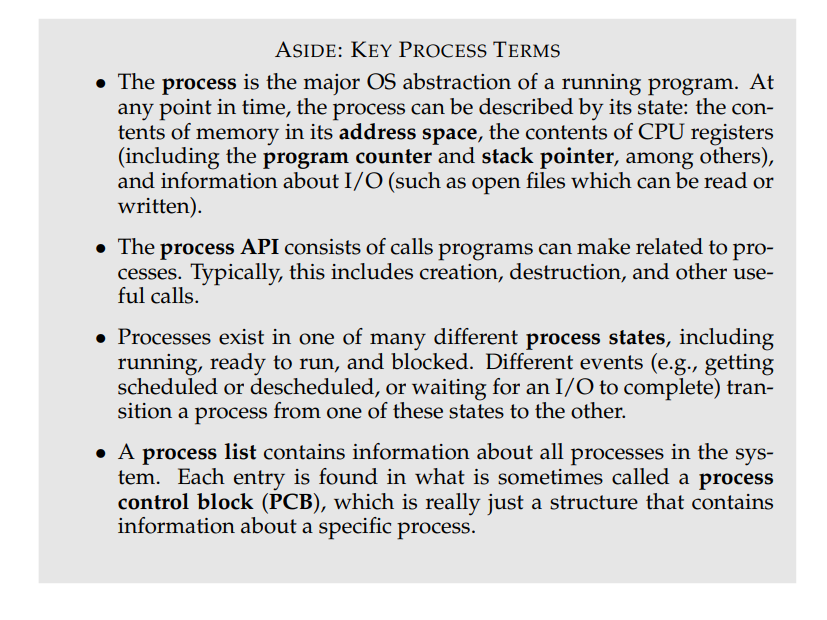 ASIDE: KEY PROCESS TERMS
• The process is the major OS abstraction of a running program. At
any point in time, the process can be described by its state: the con-
tents of memory in its address space, the contents of CPU registers
(including the program counter and stack pointer, among others),
and information about I/O (such as open files which can be read or
written).
• The process API consists of calls programs can make related to pro-
cesses. Typically, this includes creation, destruction, and other use-
ful calls.
• Processes exist in one of many different process states, including
running, ready to run, and blocked. Different events (e.g., getting
scheduled or descheduled, or waiting for an I/O to complete) tran-
sition a process from one of these states to the other.
• A process list contains information about all processes in the sys-
tem. Each entry is found in what is sometimes called a process
control block (PCB), which is really just a structure that contains
information about a specific process.